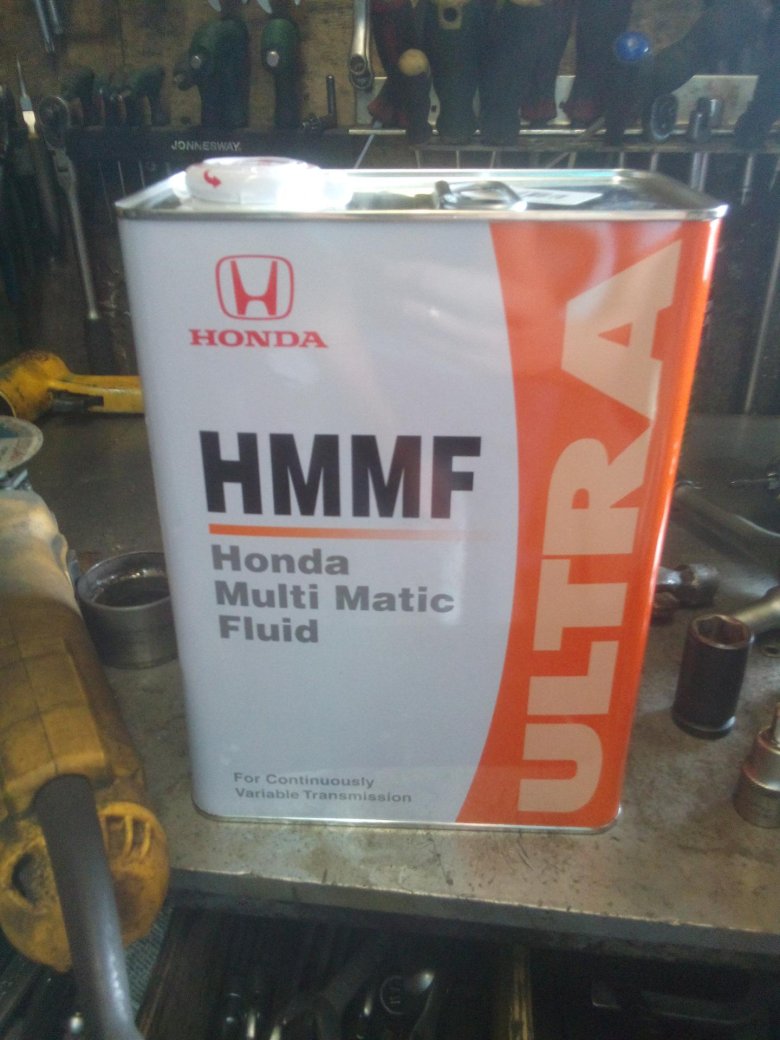 JONNESWAY
HONDA
HMMF
Honda
Multi Matic
Fluid
For Continuously
Variable Transmission
ULTRA